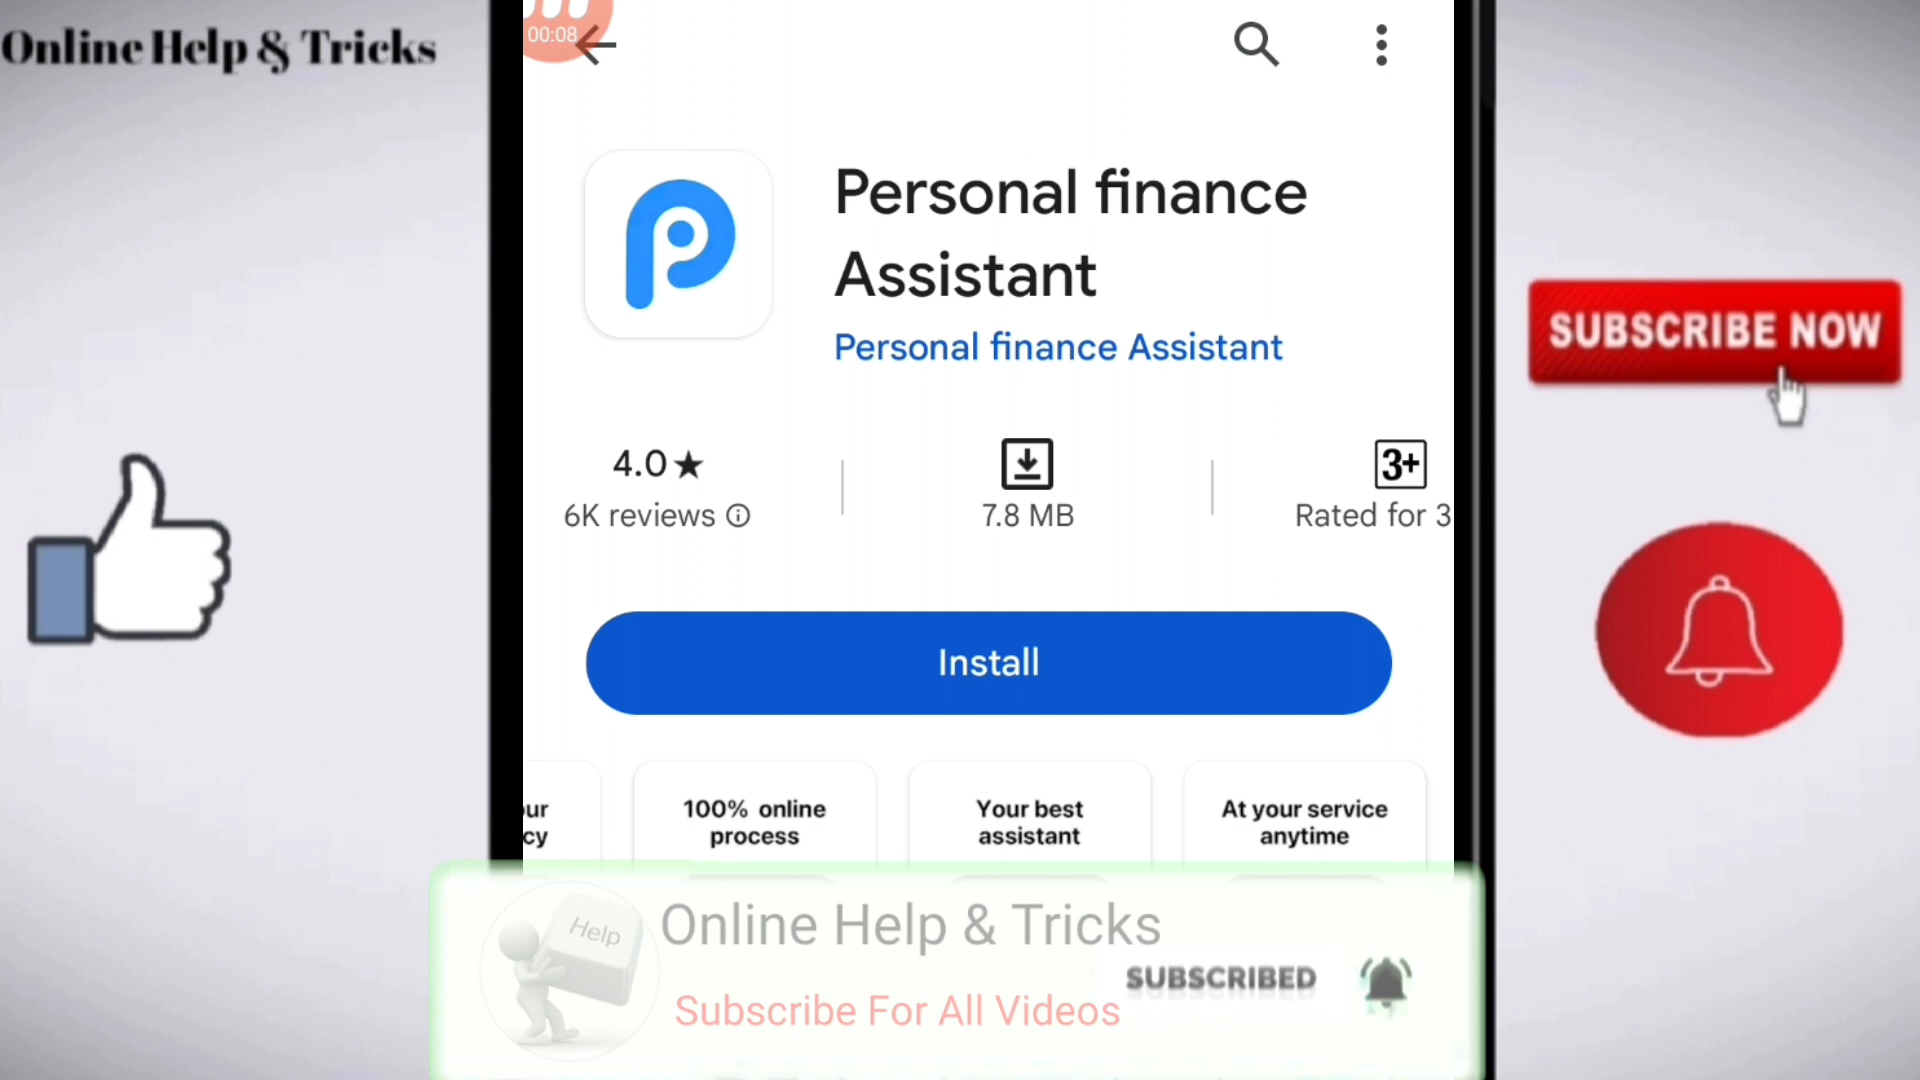 Online Help & Tricks
00:08
Personal finance
Assistant
Personal finance Assistant
4.0★
6K reviews
7.8 MB
3+
Rated for 3
Install
SUBSCRIBE NOW
ur
cy
100% online
process
Your best
assistant
At your service
anytime
Help
Online Help & Tricks
SUBSCRIBED
Subscribe For All Videos